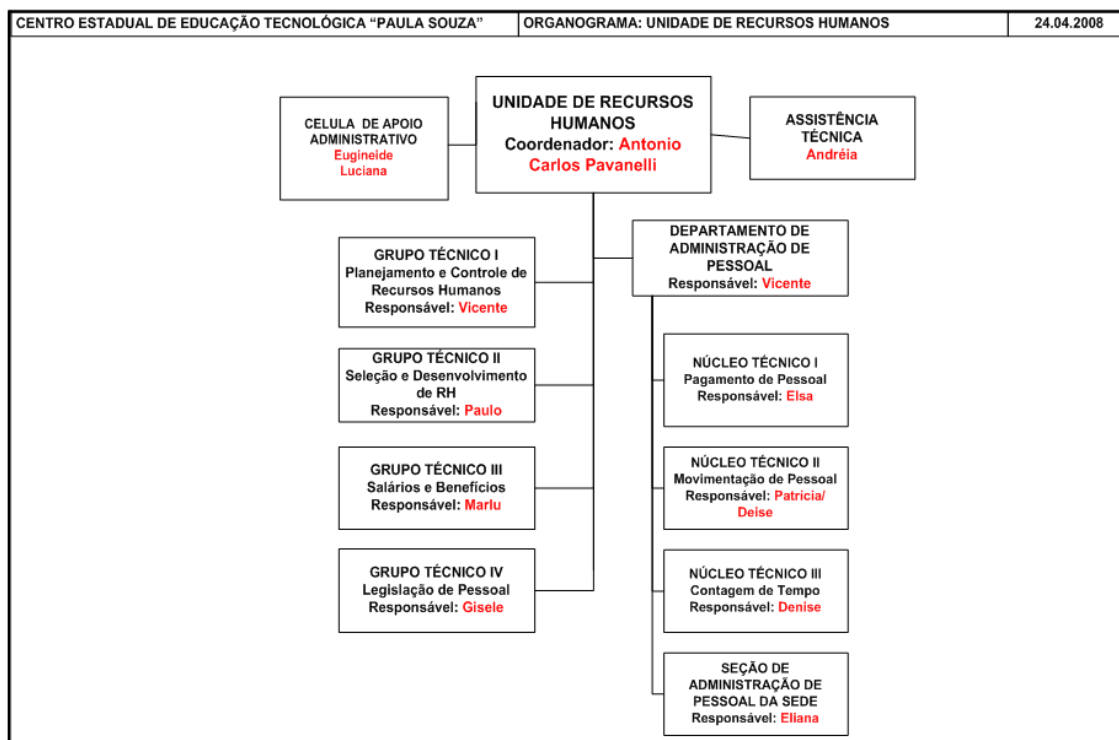 CENTRO ESTADUAL DE EDUCAÇÃO TECNOLÓGICA “PAULA SOUZA”
ORGANOGRAMA: UNIDADE DE RECURSOS HUMANOS
24.04.2008
CELULA DE APOIO
ADMINISTRATIVO
Eugineide
Luciana
UNIDADE DE RECURSOS
HUMANOS
Coordenador: Antonio
Carlos Pavanelli
ASSISTÊNCIA
TÉCNICA
Andréia
GRUPO TÉCNICO I
Planejamento e Controle de
Recursos Humanos
Responsável: Vicente
GRUPO TÉCNICO II
Seleção e Desenvolvimento
de RH
Responsável: Paulo
GRUPO TÉCNICO III
Salários e Benefícios
Responsável: Marlu
GRUPO TÉCNICO IV
Legislação de Pessoal
Responsável: Gisele
DEPARTAMENTO DE
ADMINISTRAÇÃO DE
PESSOAL
Responsável: Vicente
NÚCLEO TÉCNICO I
Pagamento de Pessoal
Responsável: Elsa
NÚCLEO TÉCNICO II
Movimentação de Pessoal
Responsável: Patrícia/
Deise
NÚCLEO TÉCNICO III
Contagem de Tempo
Responsável: Denise
SEÇÃO DE
ADMINISTRAÇÃO DE
PESSOAL DA SEDE
Responsável: Eliana